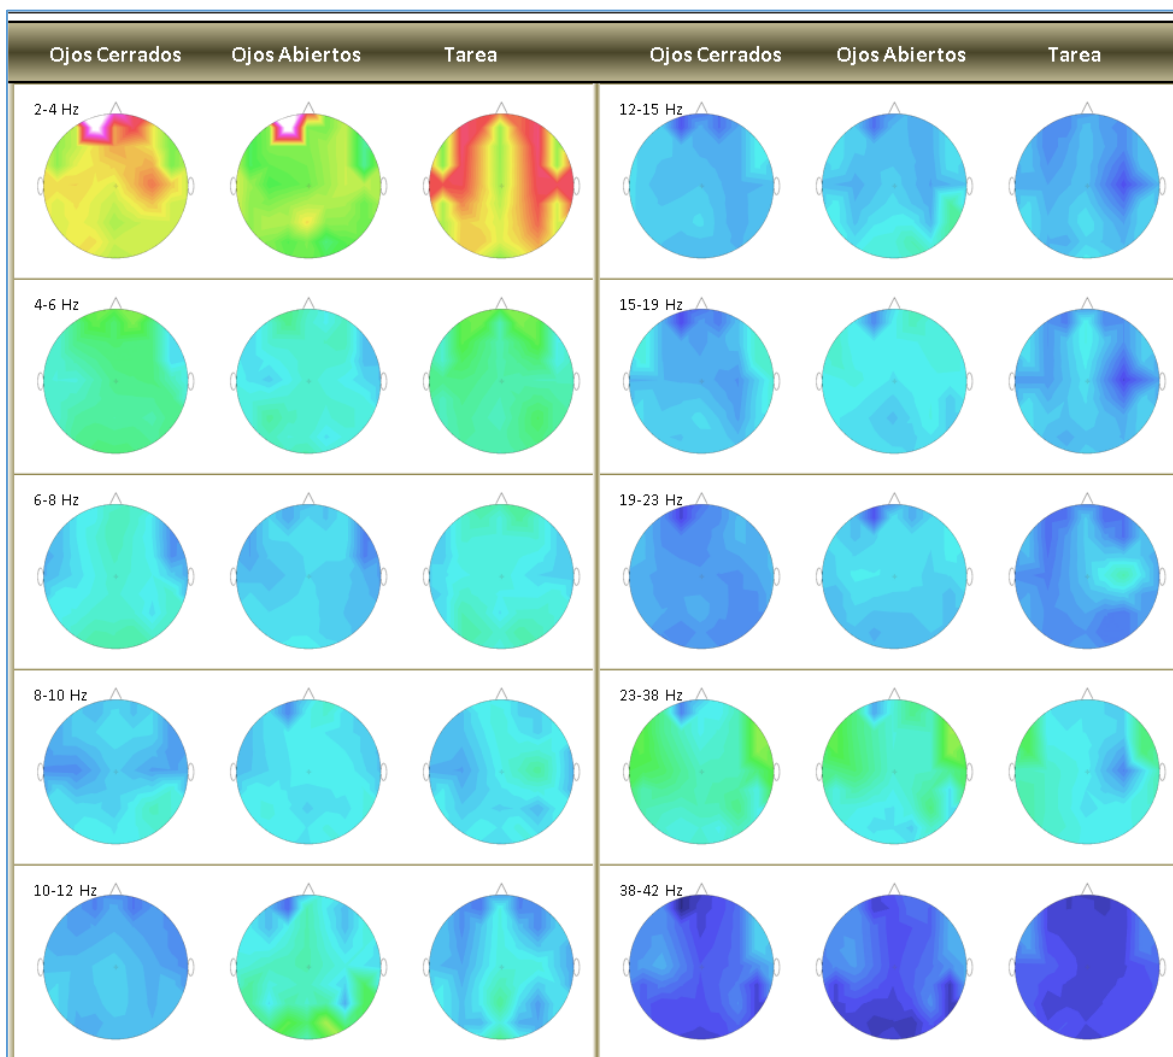 Ojos Cerrados Ojos Abiertos Tarea Ojos Cerrados Ojos Abiertos Tarea
2-4 Hz 12-15 Hz
4-6 Hz 15-19 Hz
6-8 Hz 19-23 Hz
8-10 Hz 23-38 Hz
10-12 Hz 38-42 Hz